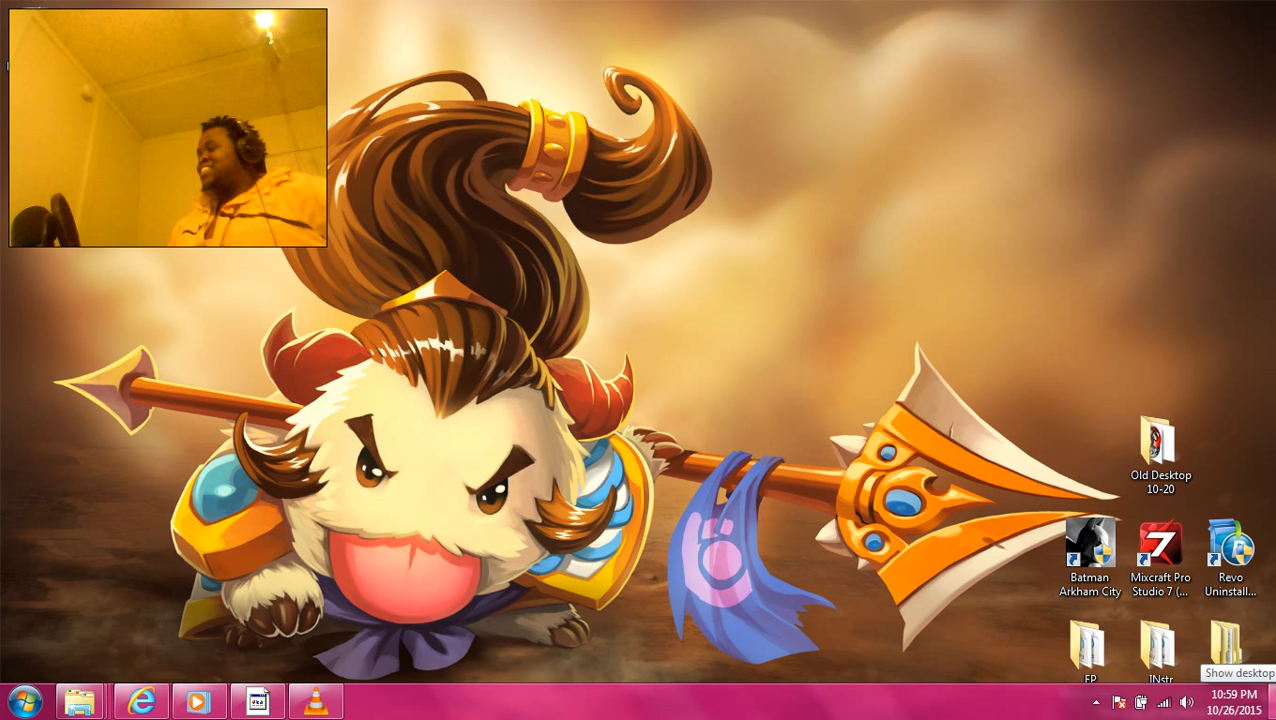 Old Desktop
10-20
Batman
Arkham City
Mixcraft Pro
Studio 7 (...
Revo
Uninstall...
FP
INstr
Show desktop
10:59 PM
10/26/2015